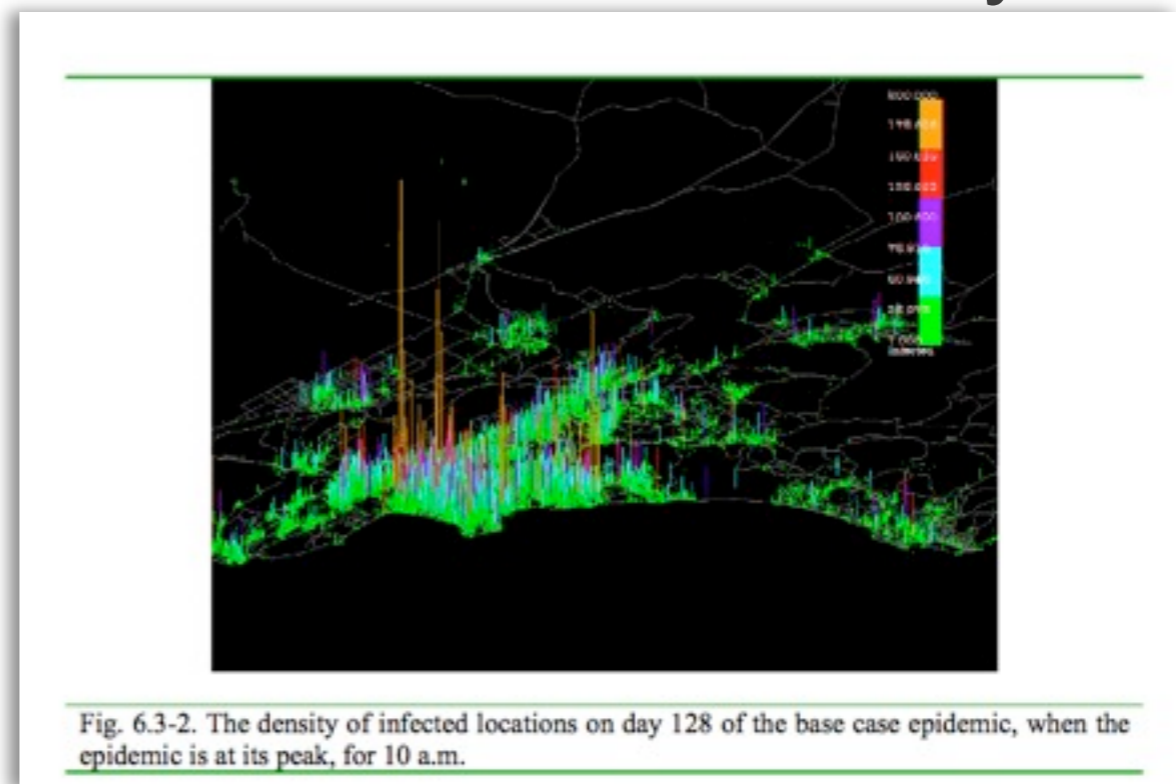 Fig. 6.3-2. The density of infected locations on day 128 of the base case epidemic, when the
epidemic is at its peak, for 10 a.m.